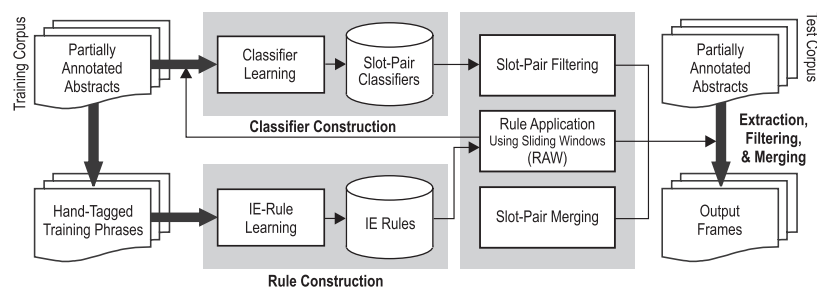 Training Corpus
Partially
Annotated
Abstracts
Classifier
Learning
Slot-Pair
Classifiers
Classifier Construction
Slot-Pair Filtering
Rule Application
Using Sliding Windows
(RAW)
Slot-Pair Merging
Partially
Annotated
Abstracts
Test Corpus
Extraction,
Filtering,
& Merging
Hand-Tagged
Training Phrases
IE-Rule
Learning
IE Rules
Rule Construction
Output
Frames